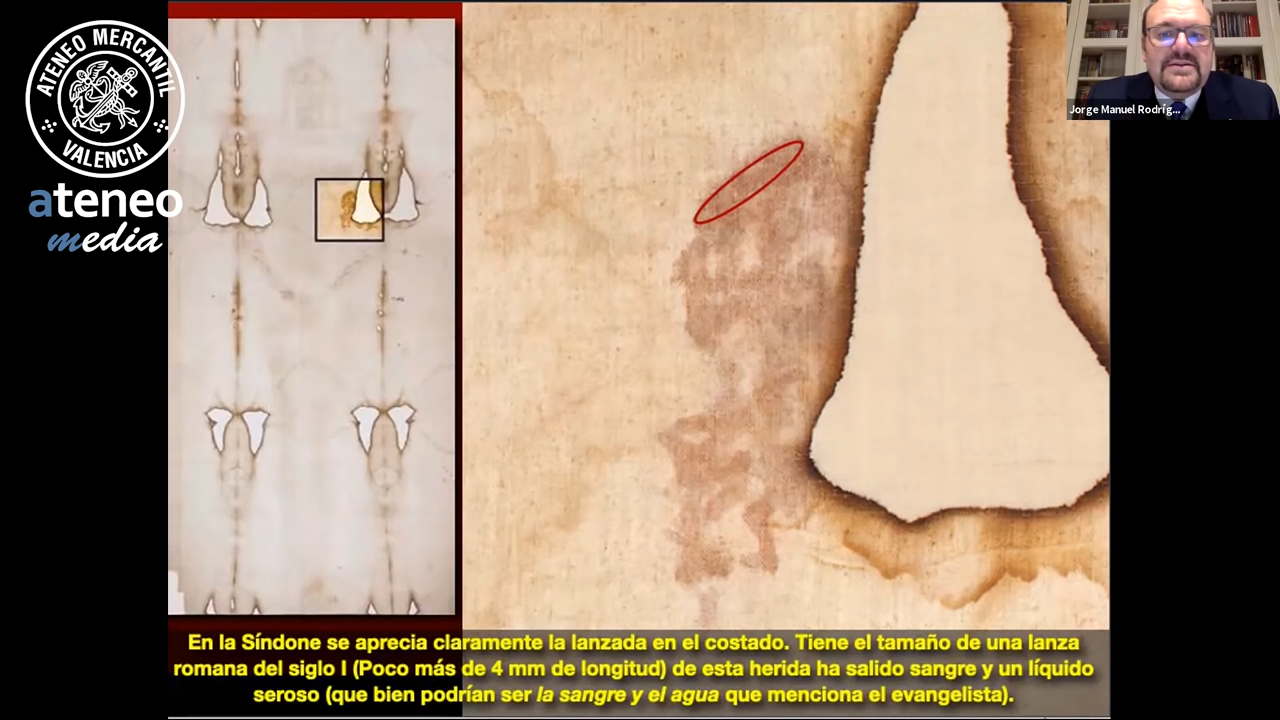 ATENEO MERCANTIL
VALENCIA
ateneo
media
Jorge Manuel Rodríg...
En la Síndone se aprecia claramente la lanzada en el costado. Tiene el tamaño de una lanza
romana del siglo I (Poco más de 4 mm de longitud) de esta herida ha salido sangre y un líquido
seroso (que bien podrían ser la sangre y el agua que menciona el evangelista).